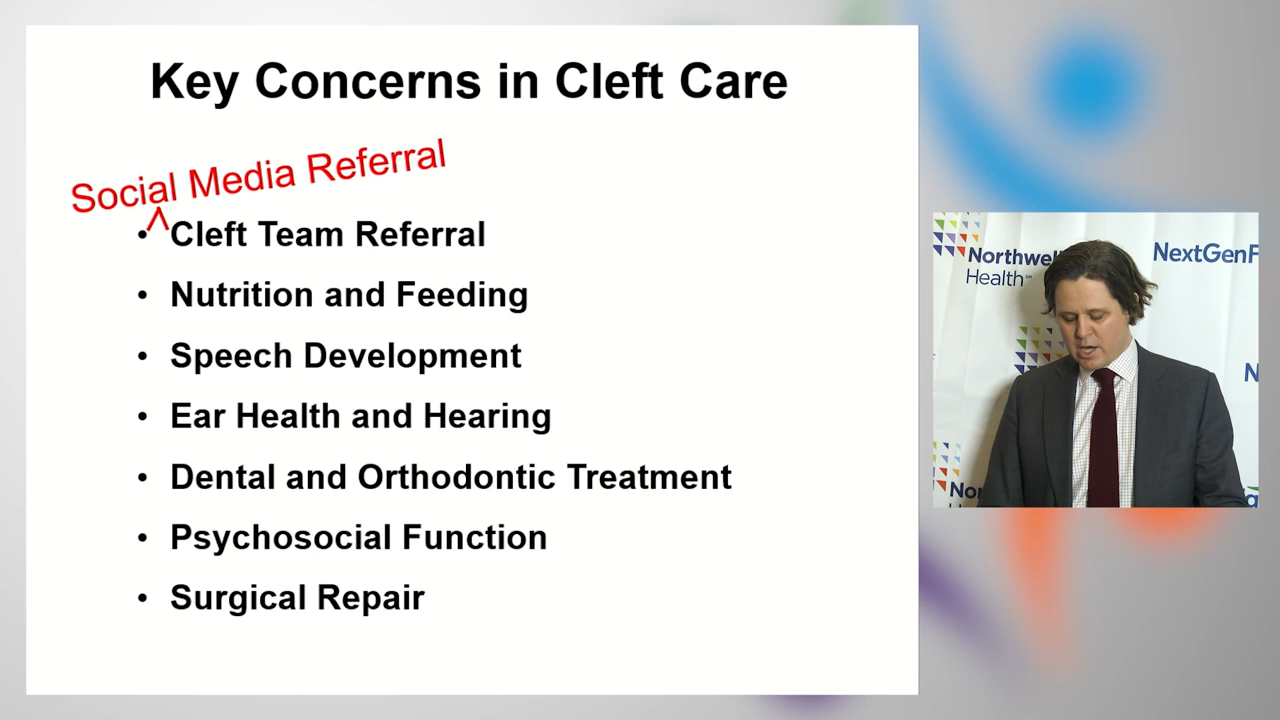 Key Concerns in Cleft Care
Social Media Referral
^
• Cleft Team Referral
• Nutrition and Feeding
• Speech Development
• Ear Health and Hearing
• Dental and Orthodontic Treatment
• Psychosocial Function
• Surgical Repair
Northwell
Health
NextGenF
N
Nor